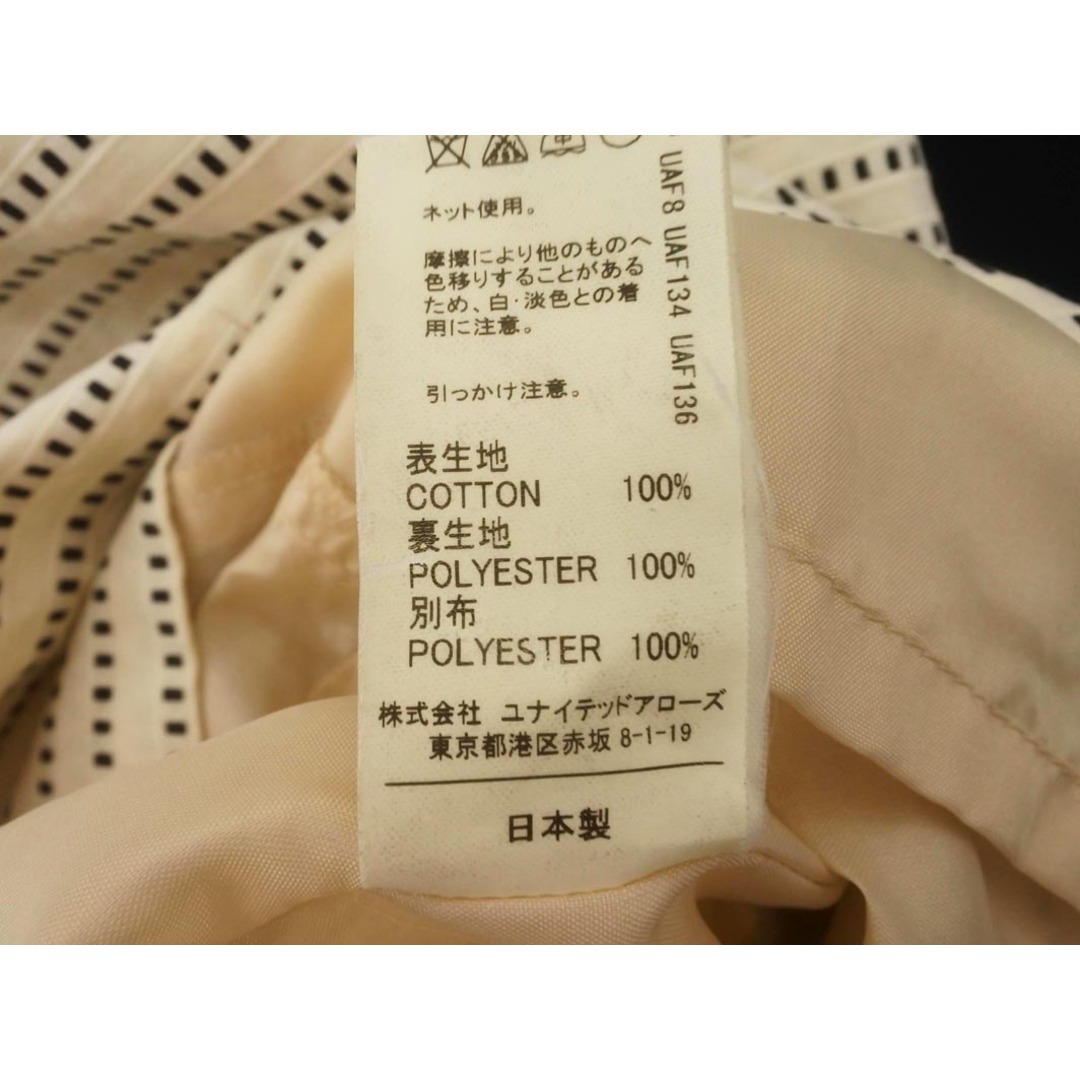 ネット使用。
摩擦により他のものへ
色移りすることがある
ため、白・淡色との着
用に注意。
引っかけ注意。
表生地
COTTON 100%
裏生地
POLYESTER 100%
別布
POLYESTER 100%
株式会社 ユナイテッドアローズ
東京都港区赤坂 8-1-19
日本製
UAF8 UAF134 UAF136